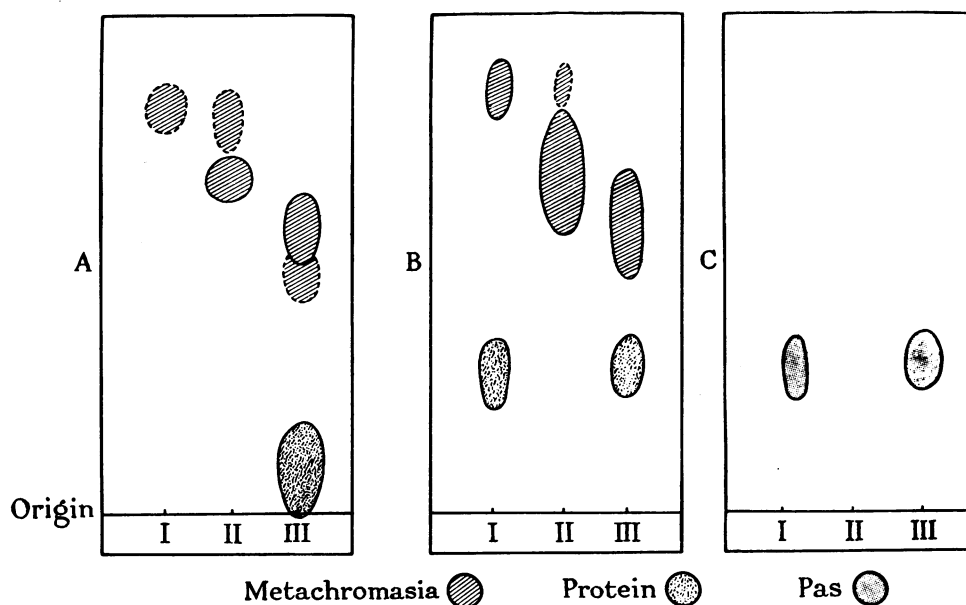 A
B
C
Origin
I II III
I II III
I II III
Metachromasia
Protein
Pas